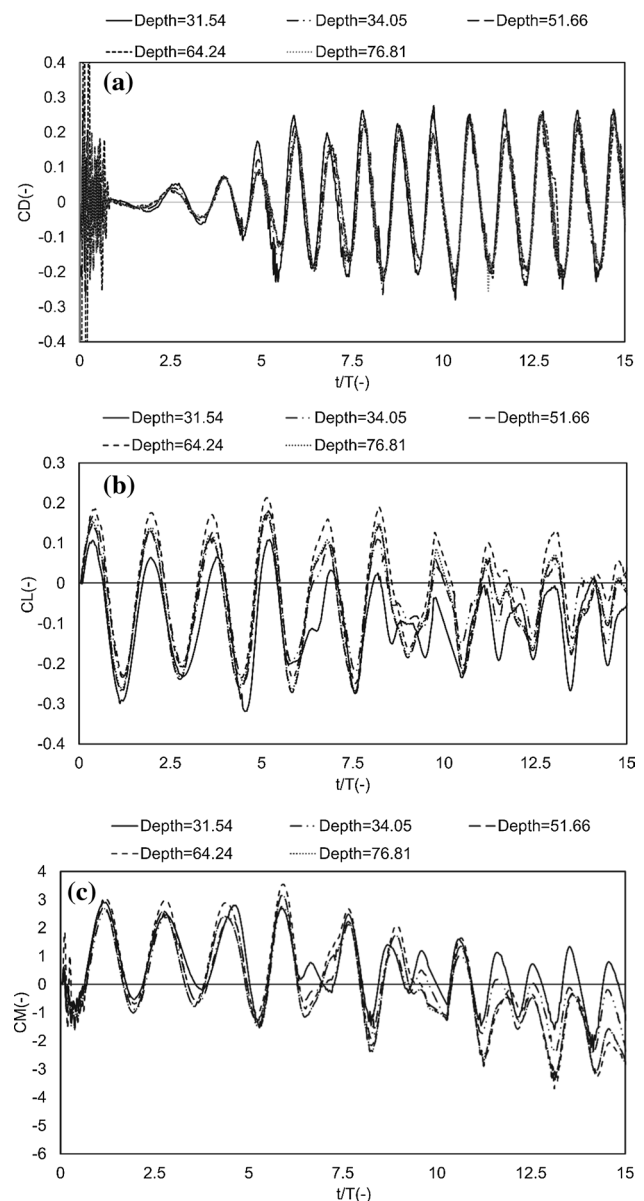 Depth=31.54 Depth=34.05 Depth=51.66
Depth=64.24 Depth=76.81
(a)
0.4
0.3
0.2
0.1
0
-0.1
-0.2
-0.3
-0.4
CD(-)
0 2.5 5 7.5 10 12.5 15
t/T(-)
Depth=31.54 Depth=34.05 Depth=51.66
Depth=64.24 Depth=76.81
(b)
0.3
0.2
0.1
0
-0.1
-0.2
-0.3
-0.4
CL(-)
0 2.5 5 7.5 10 12.5 15
t/T(-)
Depth=31.54 Depth=34.05 Depth=51.66
Depth=64.24 Depth=76.81
(c)
4
3
2
1
0
-1
-2
-3
-4
-5
-6
CM(-)
0 2.5 5 7.5 10 12.5 15
t/T(-)